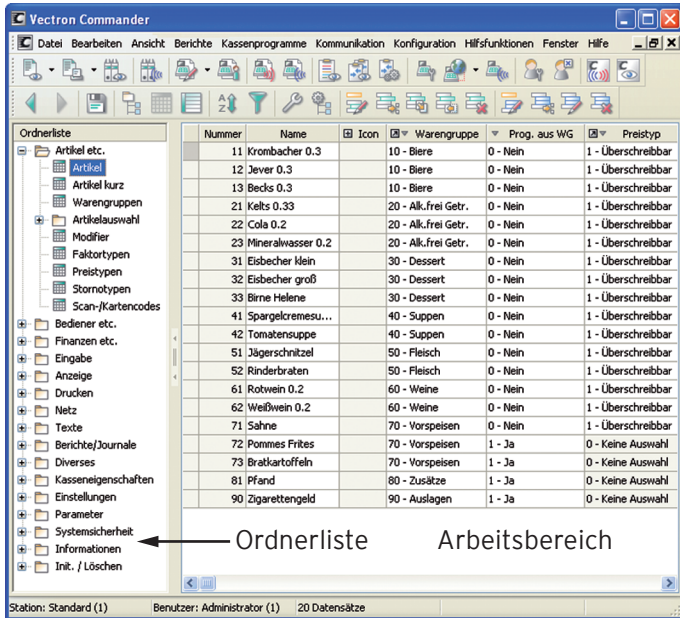 Vectron Commander
Datei Bearbeiten Ansicht Berichte Kassenprogramme Kommunikation Konfiguration Hilfsfunktionen Fenster Hilfe
Ordnerliste
Artikel etc.
Artikel
Artikel kurz
Warengruppen
Artikelauswahl
Modifier
Faktortypen
Preistypen
Stornotypen
Scan-/Kartencodes
Bediener etc.
Finanzen etc.
Eingabe
Anzeige
Drucken
Netz
Texte
Berichte/Journale
Diverses
Kasseneigenschaften
Einstellungen
Parameter
Systemsicherheit
Informationen
Init. / Löschen
Nummer Name Icon Warengruppe Prog. aus WG Preistyp
11 Krombacher 0.3 10 - Biere 0 - Nein 1 - Überschreibbar
12 Jever 0.3 10 - Biere 0 - Nein 1 - Überschreibbar
13 Becks 0.3 10 - Biere 0 - Nein 1 - Überschreibbar
21 Kelts 0.33 20 - Alk.frei Getr. 0 - Nein 1 - Überschreibbar
22 Cola 0.2 20 - Alk.frei Getr. 0 - Nein 1 - Überschreibbar
23 Mineralwasser 0.2 20 - Alk.frei Getr. 0 - Nein 1 - Überschreibbar
31 Eisbecher klein 30 - Dessert 0 - Nein 1 - Überschreibbar
32 Eisbecher groß 30 - Dessert 0 - Nein 1 - Überschreibbar
33 Birne Helene 30 - Dessert 0 - Nein 1 - Überschreibbar
41 Spargelcremesu... 40 - Suppen 0 - Nein 1 - Überschreibbar
42 Tomatensuppe 40 - Suppen 0 - Nein 1 - Überschreibbar
51 Jägerschnitzel 50 - Fleisch 0 - Nein 1 - Überschreibbar
52 Rinderbraten 50 - Fleisch 0 - Nein 1 - Überschreibbar
61 Rotwein 0.2 60 - Weine 0 - Nein 1 - Überschreibbar
62 Weißwein 0.2 60 - Weine 0 - Nein 1 - Überschreibbar
71 Sahne 70 - Vorspeisen 0 - Nein 1 - Überschreibbar
72 Pommes Frites 70 - Vorspeisen 1 - Ja 0 - Keine Auswahl
73 Bratkartoffeln 70 - Vorspeisen 1 - Ja 0 - Keine Auswahl
81 Pfand 80 - Zusätze 1 - Ja 0 - Keine Auswahl
90 Zigarettengeld 90 - Auslagen 1 - Ja 0 - Keine Auswahl
Ordnerliste Arbeitsbereich
Station: Standard (1) Benutzer: Administrator (1) 20 Datensätze